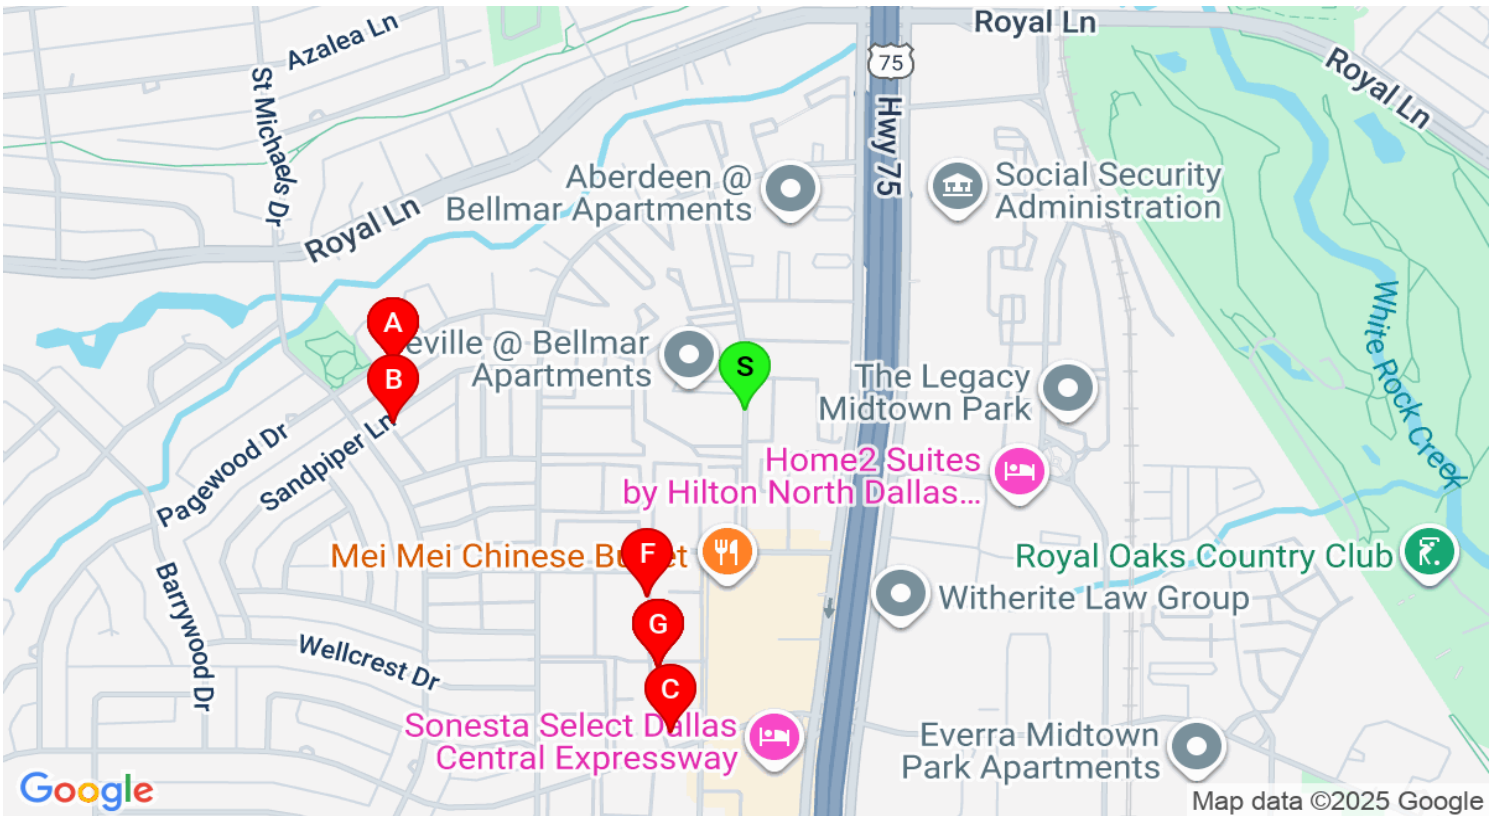 Royal Ln
Azalea Ln
75
Royal Ln
St Michaels Dr
Hwy 75
Aberdeen @
Bellmar Apartments
Social Security
Administration
Royal Ln
A
eville @ Bellmar
Apartments
S
B
The Legacy
Midtown Park
White Rock Creek
Pagewood Dr
Sandpiper Ln
Home2 Suites
by Hilton North Dallas...
Mei Mei Chinese Bu
et
F
Royal Oaks Country Club
Witherite Law Group
Barrywood Dr
G
Wellcrest Dr
C
Sonesta Select Dallas
Central Expressway
Everra Midtown
Park Apartments
Google
Map data ©2025 Google